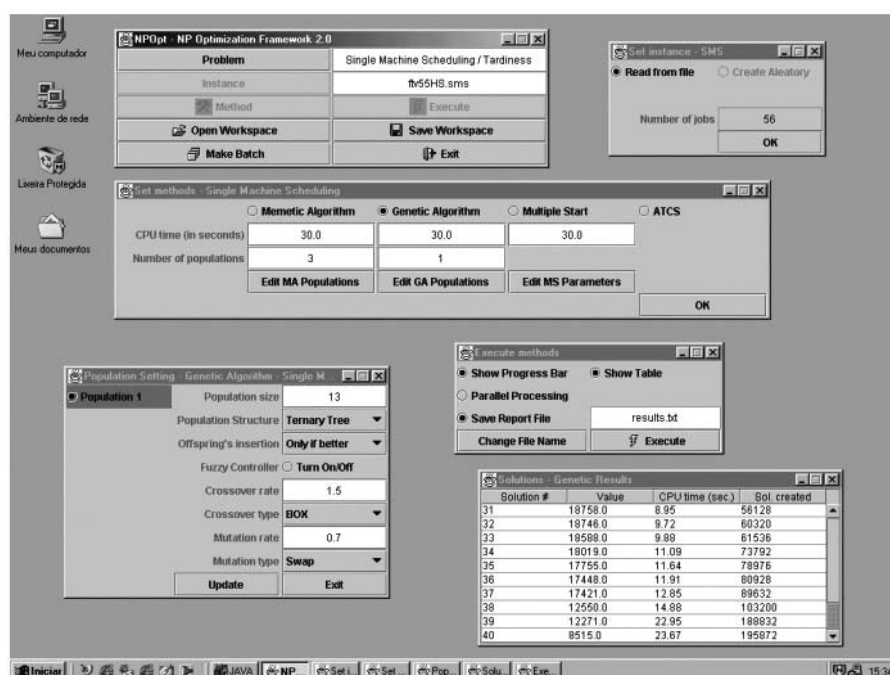 Meu computador
Ambiente de rede
Lixeira Protegida
Meus documentos
NPOpt - NP Optimization Framework 2.0
Problem Single Machine Scheduling / Tardiness
Instance ftv55HS.sms
Method Execute
Open Workspace Save Workspace
Make Batch Exit
Set instance - SMS
Read from file Create Aleatory
Number of jobs 56
OK
Set methods - Single Machine Scheduling
Memetic Algorithm Genetic Algorithm Multiple Start ATCS
CPU time (in seconds) 30.0 30.0 30.0
Number of populations 3 1
Edit MA Populations Edit GA Populations Edit MS Parameters
OK
Population Setting - Genetic Algorithm - Single M...
Population 1 Population size 13
Population Structure Ternary Tree
Offspring's insertion Only if better
Fuzzy Controller Turn On/Off
Crossover rate 1.5
Crossover type BOX
Mutation rate 0.7
Mutation type Swap
Update Exit
Execute methods
Show Progress Bar Show Table
Parallel Processing
Save Report File results.txt
Change File Name Execute
Solutions - Genetic Results
Solution # Value CPU time (sec.) Sol. created
31 18758.0 8.95 56128
32 18746.0 9.72 60320
33 18588.0 9.88 61536
34 18019.0 11.09 73792
35 17755.0 11.64 78976
36 17448.0 11.91 80928
37 17421.0 12.85 89632
38 12550.0 14.88 103200
39 12271.0 22.95 188832
40 8515.0 23.67 195872
Iniciar JAVA NP... Set i... Set ... Pop... Solu... Exe... 15:34